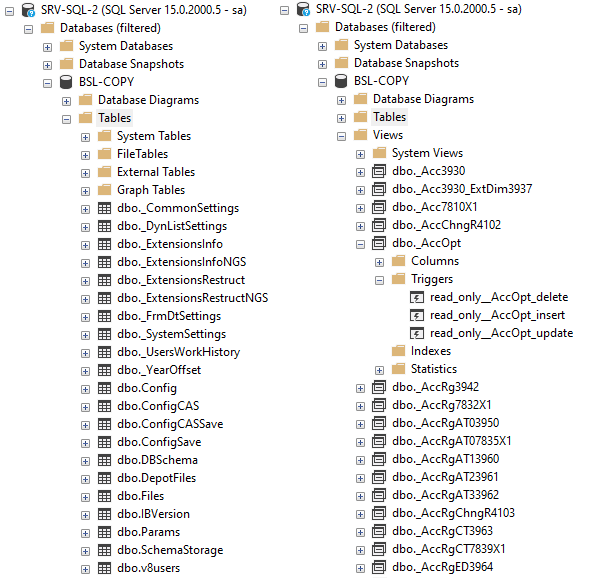 SRV-SQL-2 (SQL Server 15.0.2000.5 - sa)
Databases (filtered)
System Databases
Database Snapshots
BSL-COPY
Database Diagrams
Tables
System Tables
FileTables
External Tables
Graph Tables
dbo._CommonSettings
dbo._DynListSettings
dbo._ExtensionsInfo
dbo._ExtensionsInfoNGS
dbo._ExtensionsRestruct
dbo._ExtensionsRestructNGS
dbo._FrmDtSettings
dbo._SystemSettings
dbo._UsersWorkHistory
dbo._YearOffset
dbo.Config
dbo.ConfigCAS
dbo.ConfigCASSave
dbo.ConfigSave
dbo.DBSchema
dbo.DepotFiles
dbo.Files
dbo.IBVersion
dbo.Params
dbo.SchemaStorage
dbo.v8users
SRV-SQL-2 (SQL Server 15.0.2000.5 - sa)
Databases (filtered)
System Databases
Database Snapshots
BSL-COPY
Database Diagrams
Tables
Views
System Views
dbo._Acc3930
dbo._Acc3930_ExtDim3937
dbo._Acc7810X1
dbo._AccChngR4102
dbo._AccOpt
Columns
Triggers
read_only__AccOpt_delete
read_only__AccOpt_insert
read_only__AccOpt_update
Indexes
Statistics
dbo._AccRg3942
dbo._AccRg7832X1
dbo._AccRgAT03950
dbo._AccRgAT07835X1
dbo._AccRgAT13960
dbo._AccRgAT23961
dbo._AccRgAT33962
dbo._AccRgChngR4103
dbo._AccRgCT3963
dbo._AccRgCT7839X1
dbo._AccRgED3964